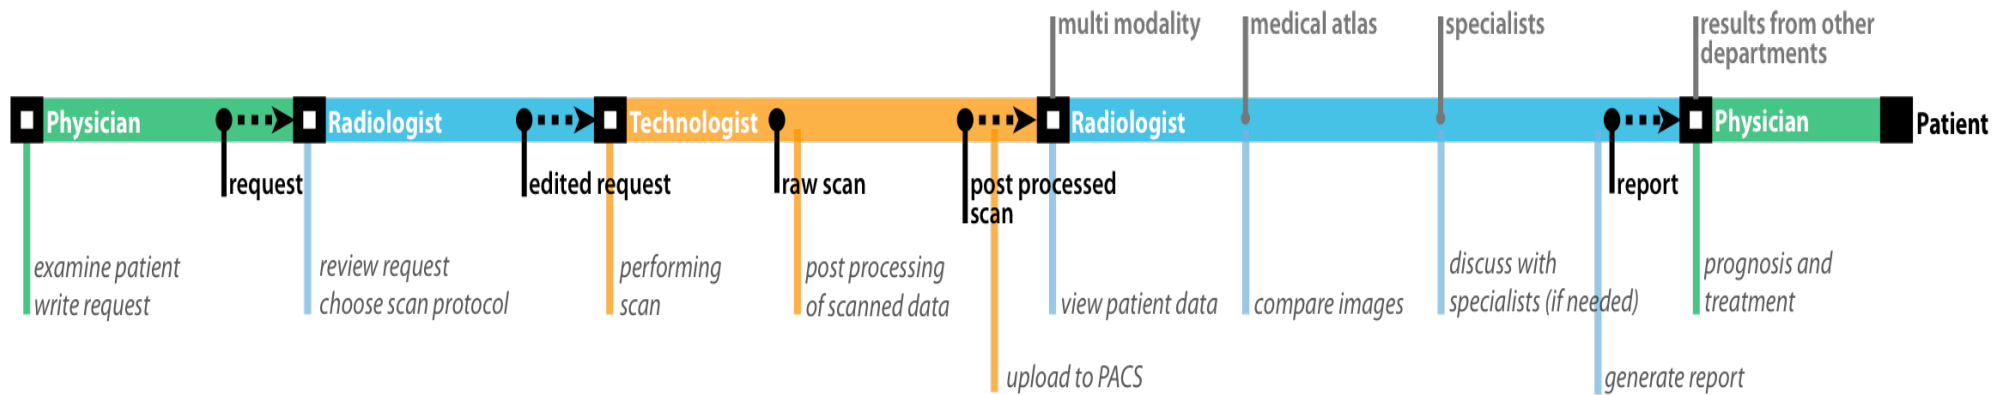 multi modality
medical atlas
specialists
results from other
departments
Physician
Radiologist
Technologist
Radiologist
Physician
Patient
request
edited request
raw scan
post processed
scan
report
examine patient
write request
review request
choose scan protocol
performing
scan
post processing
of scanned data
upload to PACS
view patient data
compare images
discuss with
specialists (if needed)
generate report
prognosis and
treatment